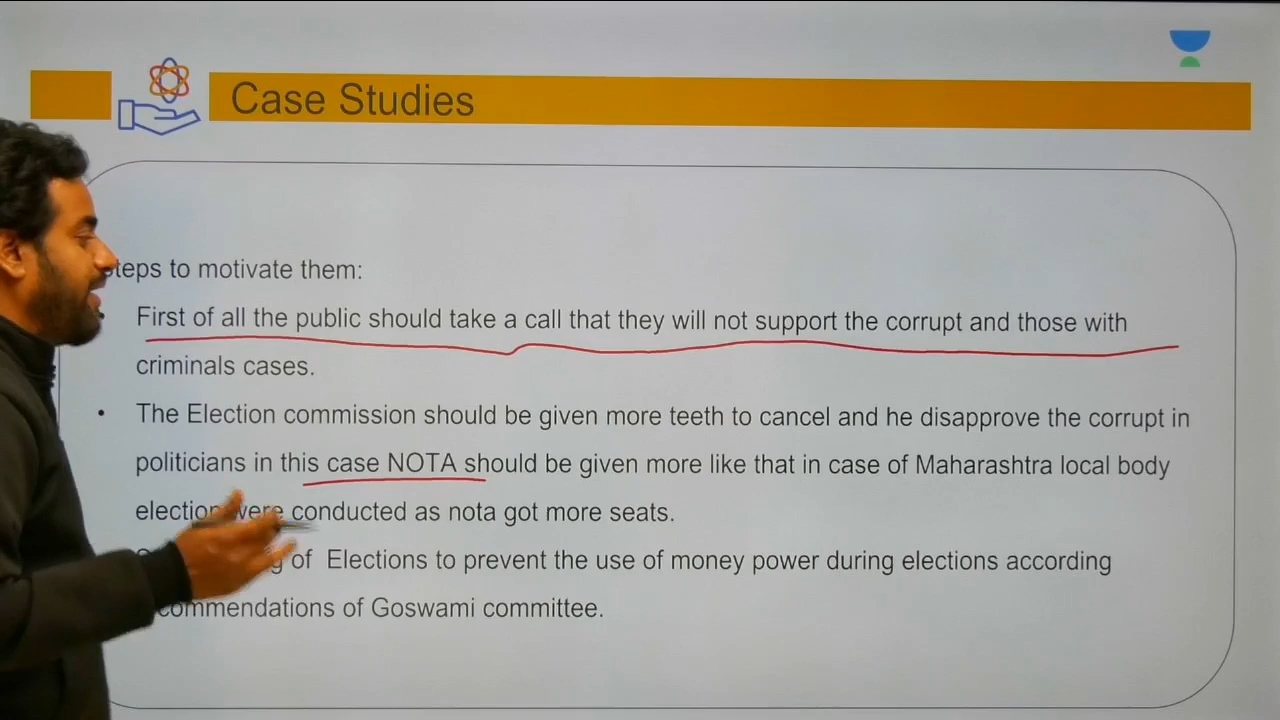 Case Studies
teps to motivate them:
First of all the public should take a call that they will not support the corrupt and those with
criminals cases.
• The Election commission should be given more teeth to cancel and he disapprove the corrupt in
politicians in this case NOTA should be given more like that in case of Maharashtra local body
election were conducted as nota got more seats.
of Elections to prevent the use of money power during elections according
commendations of Goswami committee.